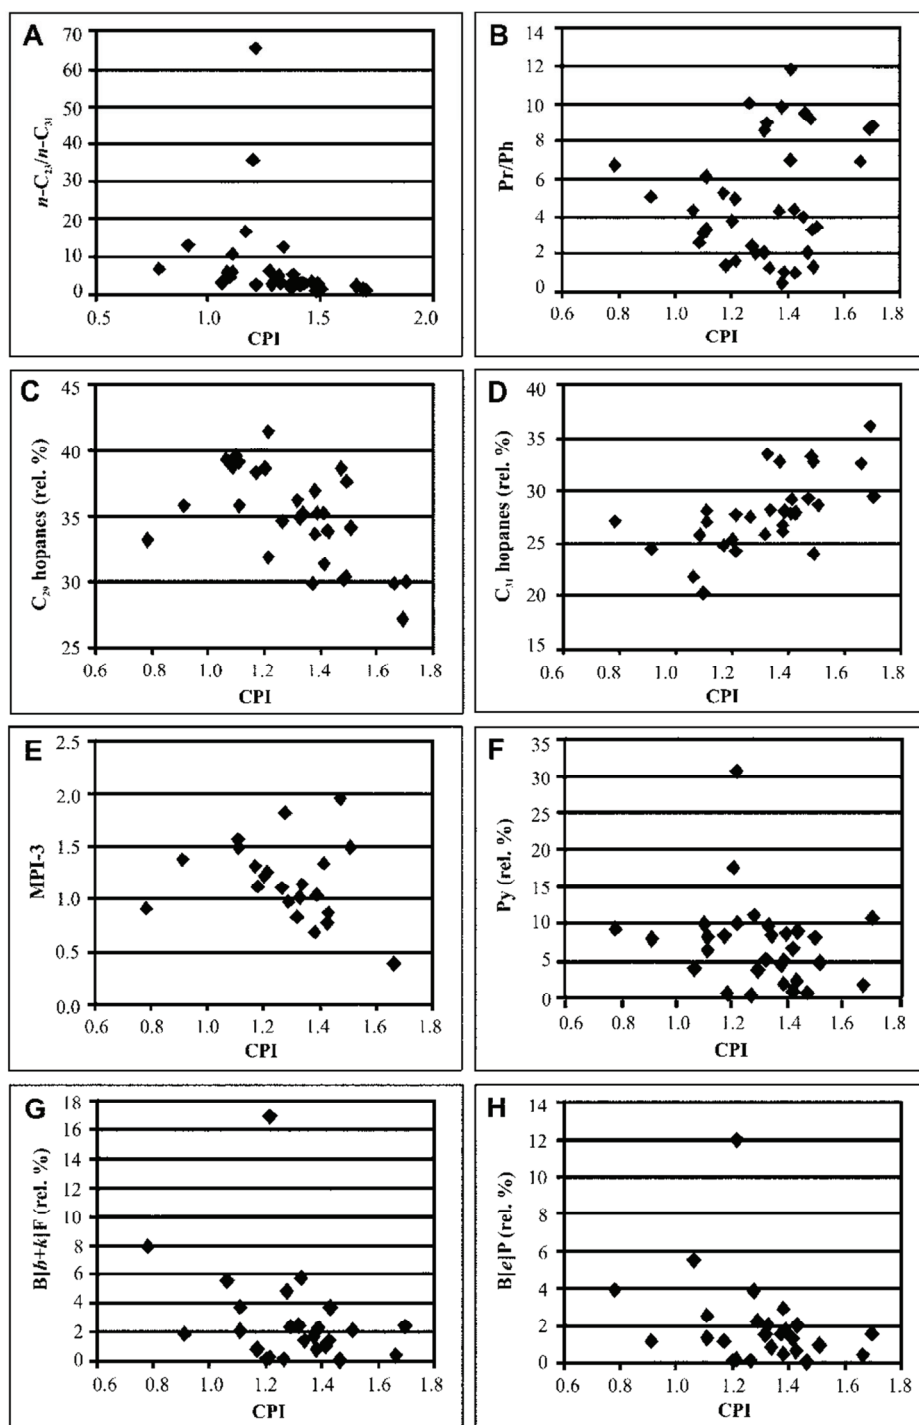 A
n-C₂₃/n-C₃₁
70
60
50
40
30
20
10
0
0.5 1.0 1.5 2.0
CPI
B
Pr/Ph
14
12
10
8
6
4
2
0
0.6 0.8 1.0 1.2 1.4 1.6 1.8
CPI
C
C₂₉ hopanes (rel. %)
45
40
35
30
25
0.6 0.8 1.0 1.2 1.4 1.6 1.8
CPI
D
C₃₁ hopanes (rel. %)
40
35
30
25
20
15
0.6 0.8 1.0 1.2 1.4 1.6 1.8
CPI
E
MPI-3
2.5
2.0
1.5
1.0
0.5
0.0
0.6 0.8 1.0 1.2 1.4 1.6 1.8
CPI
F
Py (rel. %)
35
30
25
20
15
10
5
0
0.6 0.8 1.0 1.2 1.4 1.6 1.8
CPI
G
B[b+k]F (rel. %)
18
16
14
12
10
8
6
4
2
0
0.6 0.8 1.0 1.2 1.4 1.6 1.8
CPI
H
B[e]P (rel. %)
14
12
10
8
6
4
2
0
0.6 0.8 1.0 1.2 1.4 1.6 1.8
CPI